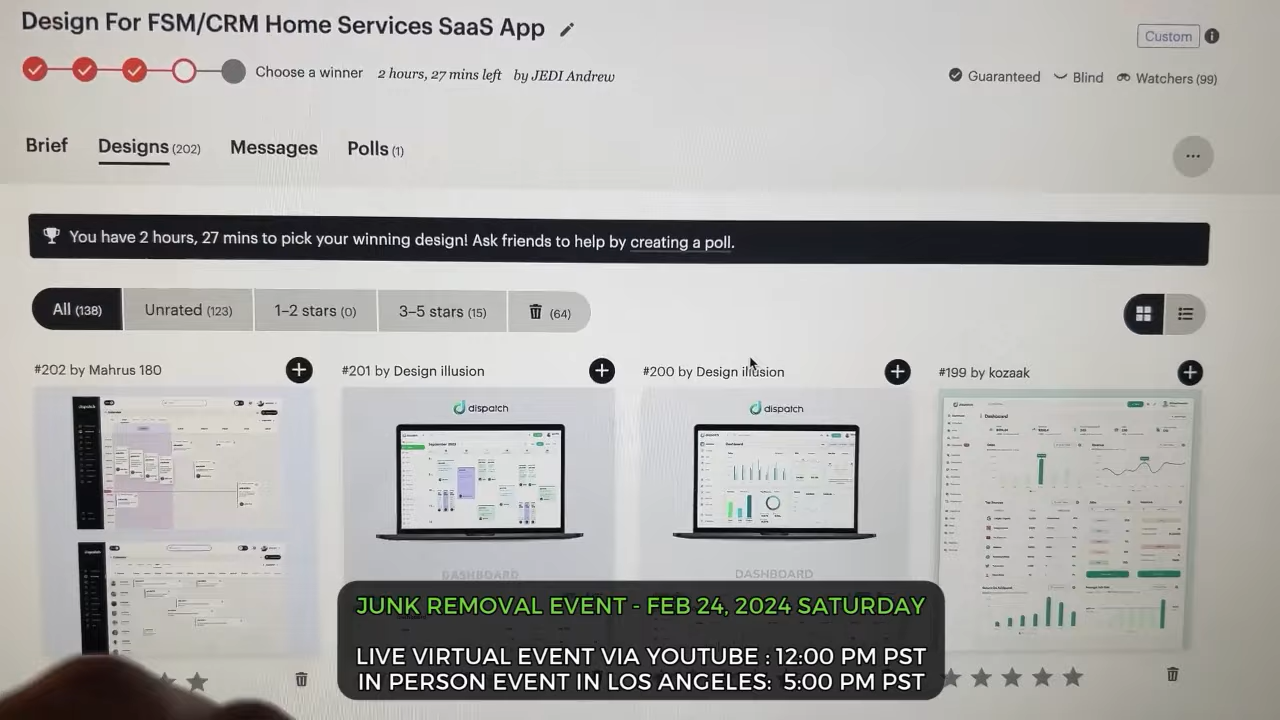 Design For FSM/CRM Home Services SaaS App
Custom
Choose a winner 2 hours, 27 mins left by JEDI Andrew
Guaranteed Blind Watchers (99)
Brief Designs (202) Messages Polls (1)
You have 2 hours, 27 mins to pick your winning design! Ask friends to help by creating a poll.
All (138) Unrated (123) 1–2 stars (0) 3–5 stars (15) (64)
#202 by Mahrus 180
#201 by Design illusion
#200 by Design illusion
#199 by kozaak
dispatch
dispatch
DASHBOARD
DASHBOARD
JUNK REMOVAL EVENT - FEB 24, 2024 SATURDAY
LIVE VIRTUAL EVENT VIA YOUTUBE : 12:00 PM PST
IN PERSON EVENT IN LOS ANGELES: 5:00 PM PST